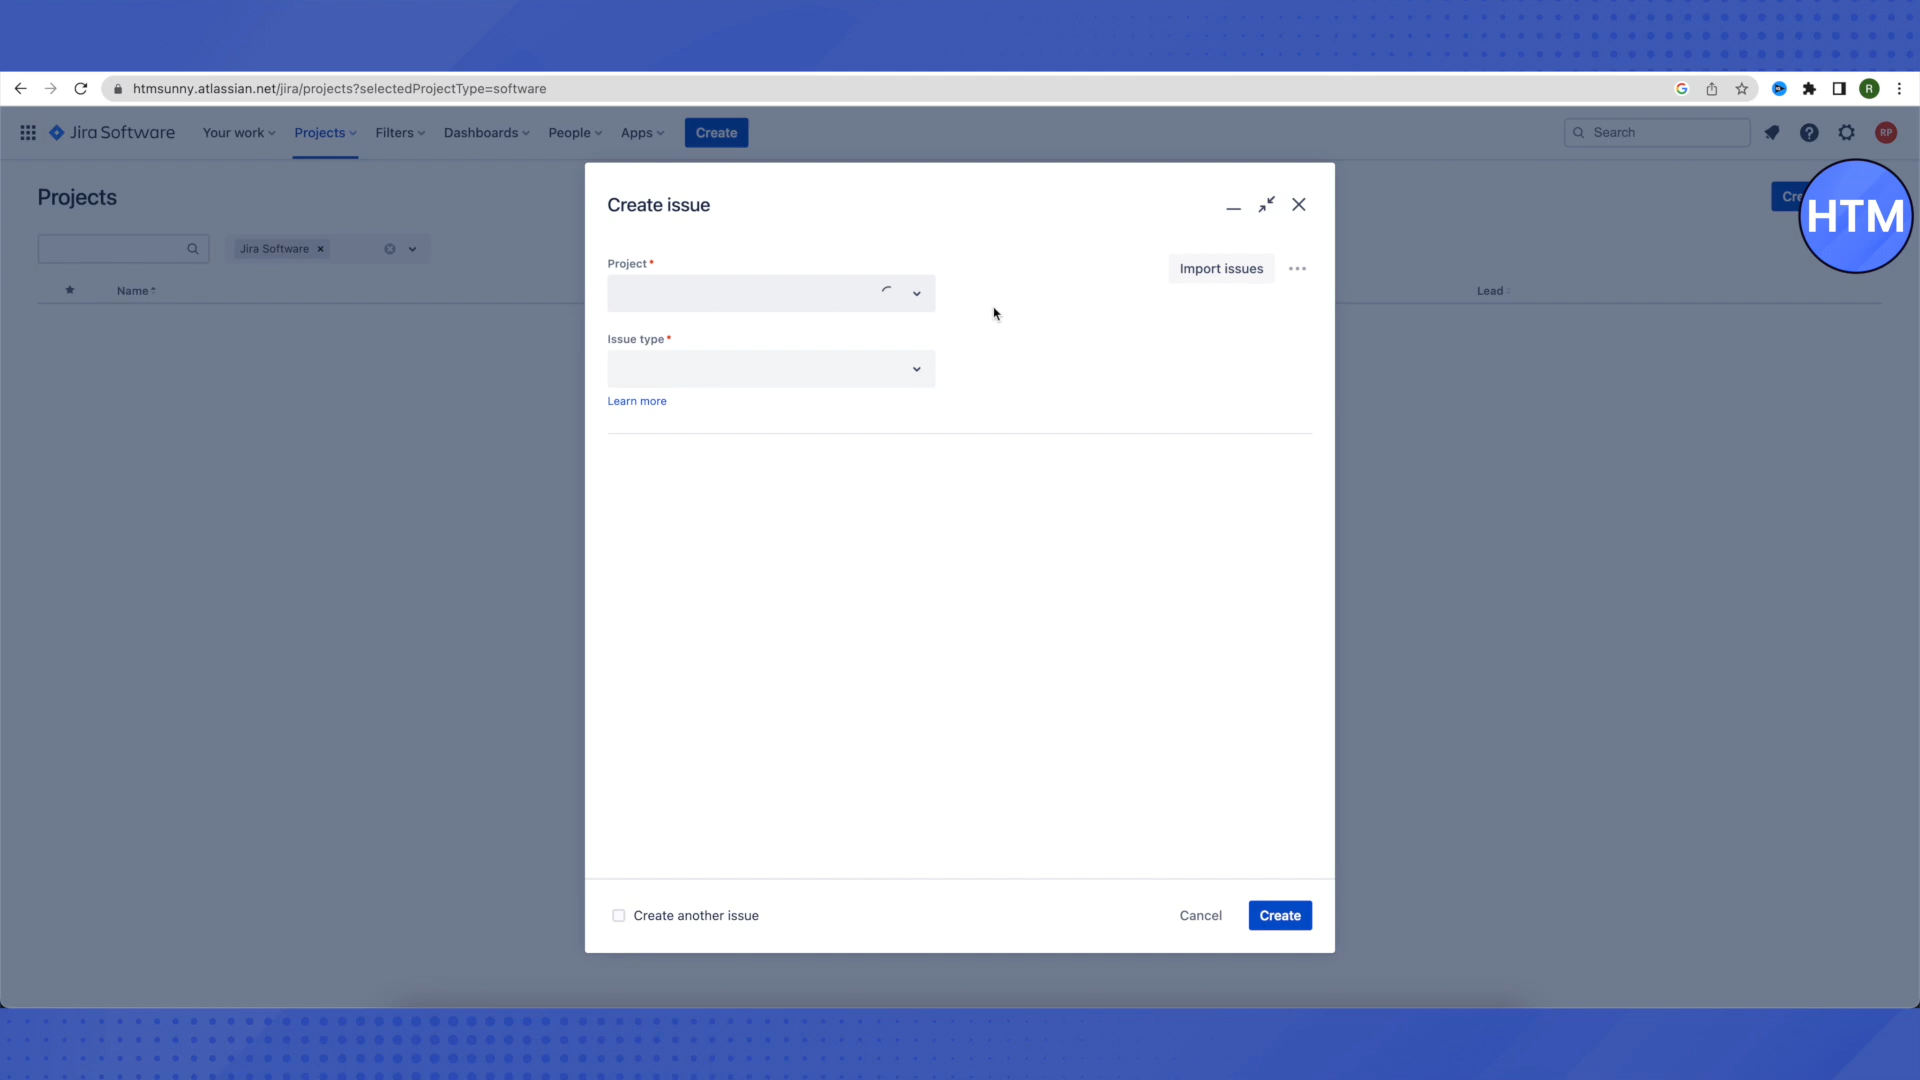 htmsunny.atlassian.net/jira/projects?selectedProjectType=software
R
Jira Software
Your work
Projects
Filters
Dashboards
People
Apps
Create
Search
RP
Projects
Cre
HTM
Jira Software
Name
Lead
Create issue
Project *
Import issues
Issue type *
Learn more
Create another issue
Cancel
Create